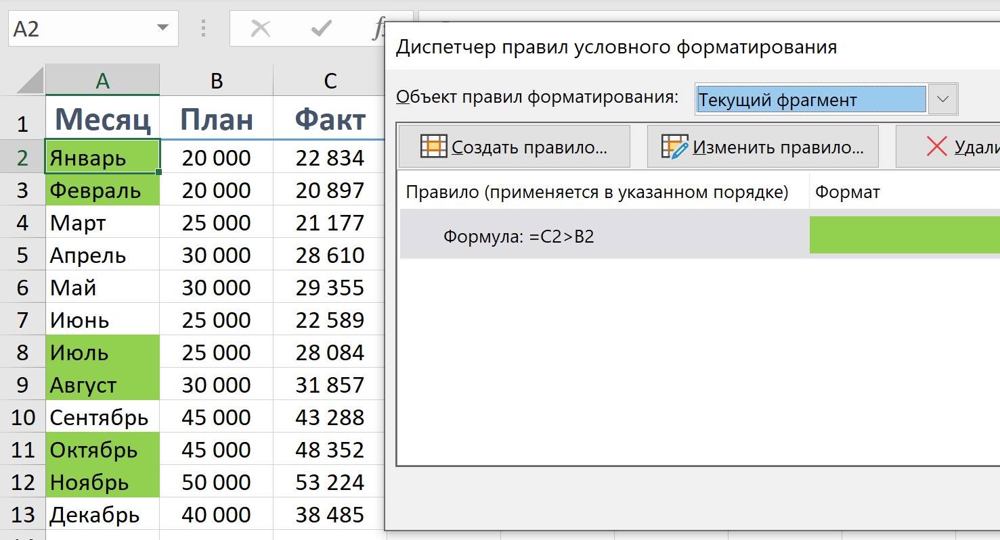 A2
Диспетчер правил условного форматирования
Объект правил форматирования: Текущий фрагмент
Создать правило... Изменить правило...
Правило (применяется в указанном порядке) Формат
Формула: =C2>B2
A B C
1 Месяц План Факт
2 Январь 20 000 22 834
3 Февраль 20 000 20 897
4 Март 25 000 21 177
5 Апрель 30 000 28 610
6 Май 30 000 29 355
7 Июнь 25 000 22 589
8 Июль 25 000 28 084
9 Август 30 000 31 857
10 Сентябрь 45 000 43 288
11 Октябрь 45 000 48 352
12 Ноябрь 50 000 53 224
13 Декабрь 40 000 38 485